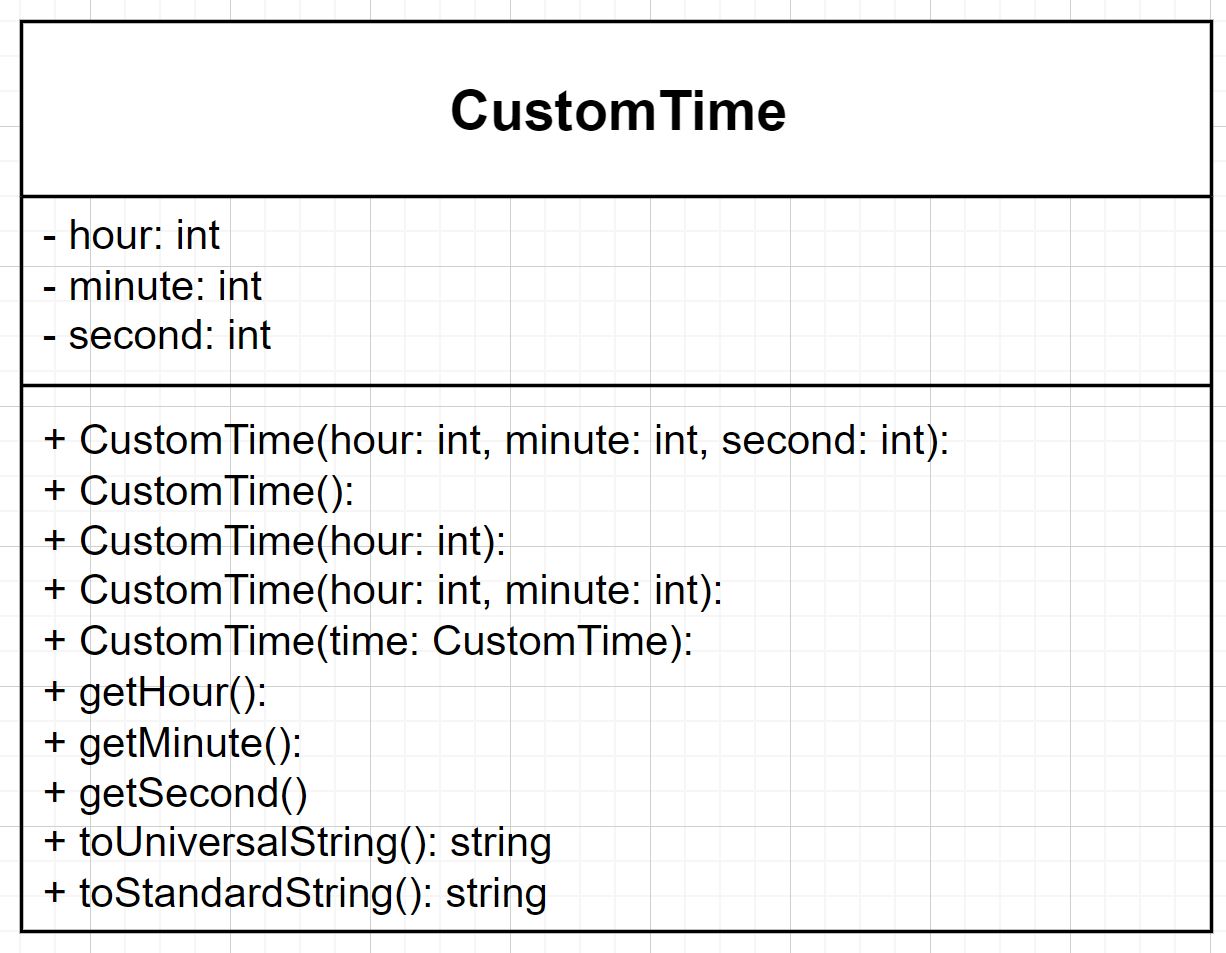 CustomTime
- hour: int
- minute: int
- second: int
+ CustomTime(hour: int, minute: int, second: int):
+ CustomTime():
+ CustomTime(hour: int):
+ CustomTime(hour: int, minute: int):
+ CustomTime(time: CustomTime):
+ getHour():
+ getMinute():
+ getSecond()
+ toUniversalString(): string
+ toStandardString(): string